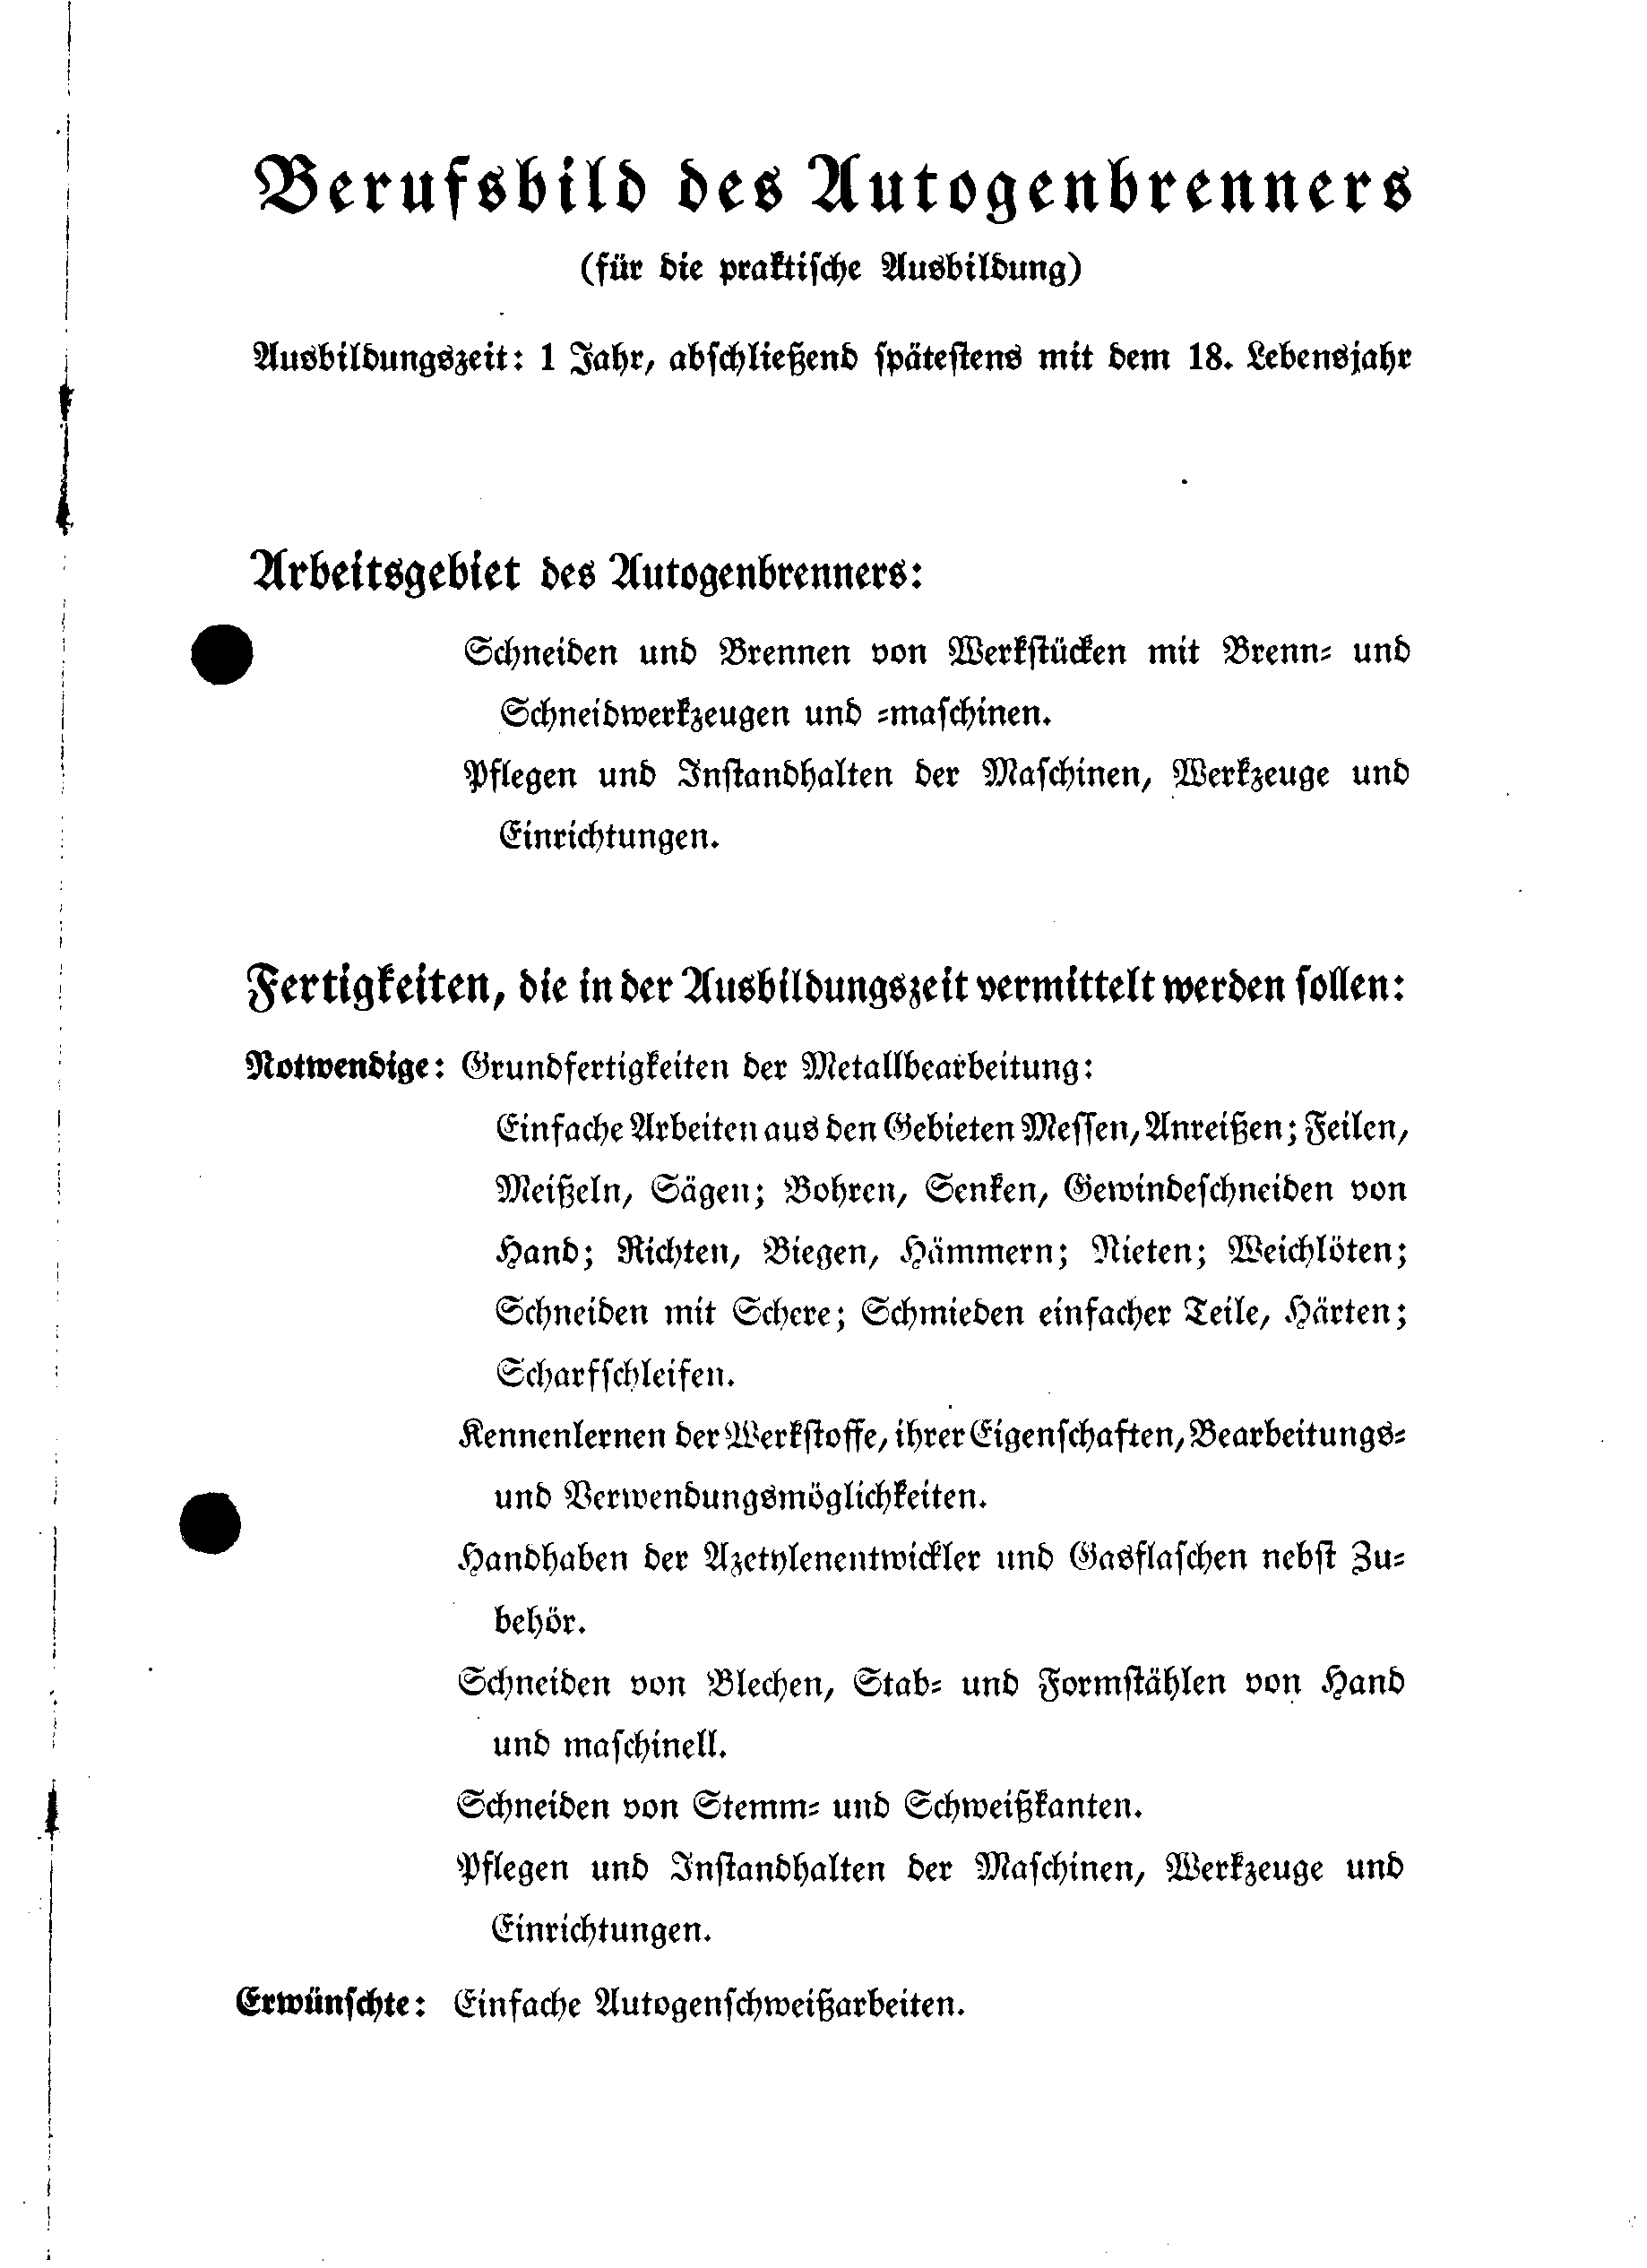 Berufsbild des Autogenbrenners
(für die praktische Ausbildung)
Ausbildungszeit: 1 Jahr, abschließend spätestens mit dem 18. Lebensjahr
Arbeitsgebiet des Autogenbrenners:
Schneiden und Brennen von Werkstücken mit Brenn- und
Schneidwerkzeugen und -maschinen.
Pflegen und Instandhalten der Maschinen, Werkzeuge und
Einrichtungen.
Fertigkeiten, die in der Ausbildungszeit vermittelt werden sollen:
Notwendige: Grundfertigkeiten der Metallbearbeitung:
Einfache Arbeiten aus den Gebieten Messen, Anreißen; Feilen,
Meißeln, Sägen; Bohren, Senken, Gewindeschneiden von
Hand; Richten, Biegen, Hämmern; Nieten; Weichlöten;
Schneiden mit Schere; Schmieden einfacher Teile, Härten;
Scharfschleifen.
Kennenlernen der Werkstoffe, ihrer Eigenschaften, Bearbeitungs-
und Verwendungsmöglichkeiten.
Handhaben der Azetylenentwickler und Gasflaschen nebst Zu-
behör.
Schneiden von Blechen, Stab- und Formstählen von Hand
und maschinell.
Schneiden von Stemm- und Schweißkanten.
Pflegen und Instandhalten der Maschinen, Werkzeuge und
Einrichtungen.
Erwünschte: Einfache Autogenschweißarbeiten.